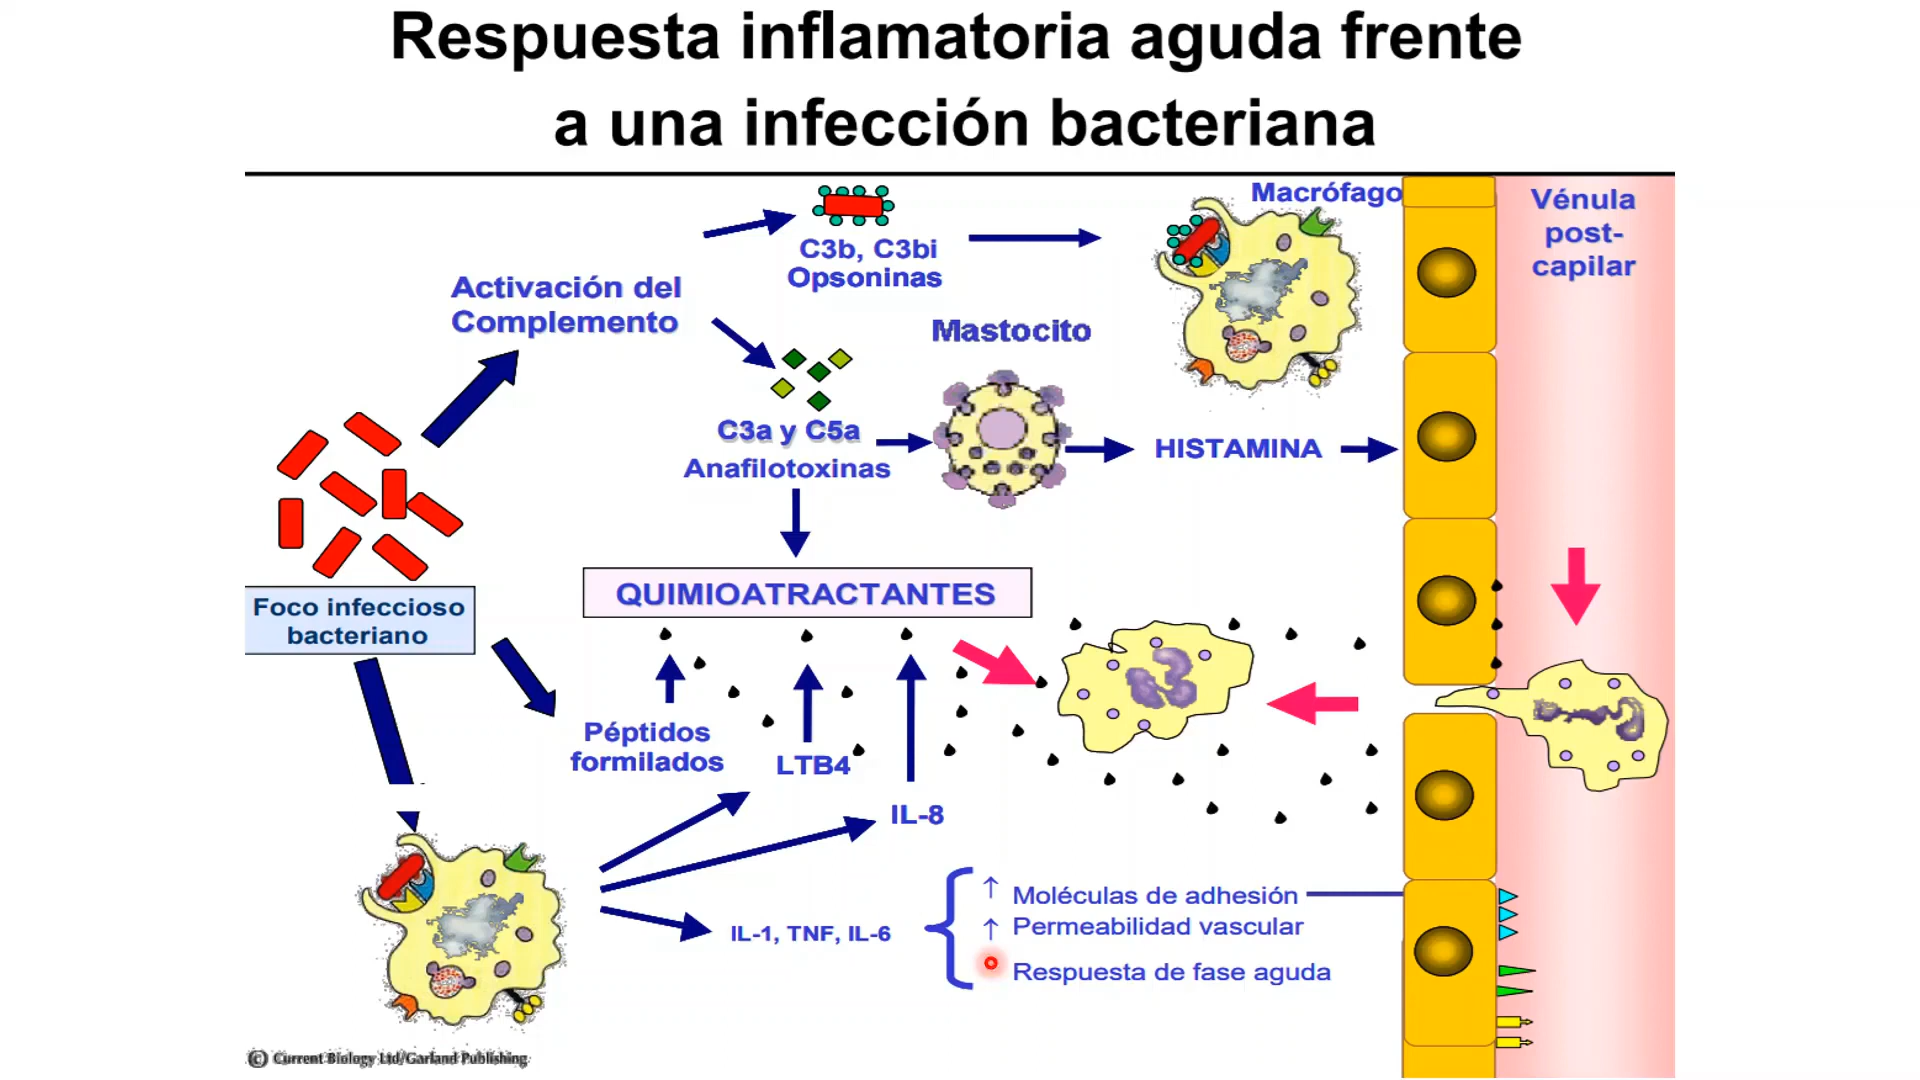 Respuesta inflamatoria aguda frente
a una infección bacteriana
Macrófago
Vénula
post-
capilar
C3b, C3bi
Opsoninas
Activación del
Complemento
Mastocito
C3a y C5a
Anafilotoxinas
HISTAMINA
QUIMIOATRACTANTES
Foco infeccioso
bacteriano
Péptidos
formilados
LTB4
IL-8
IL-1, TNF, IL-6
↑ Moléculas de adhesión
↑ Permeabilidad vascular
Respuesta de fase aguda
© Current Biology Ltd/Garland Publishing